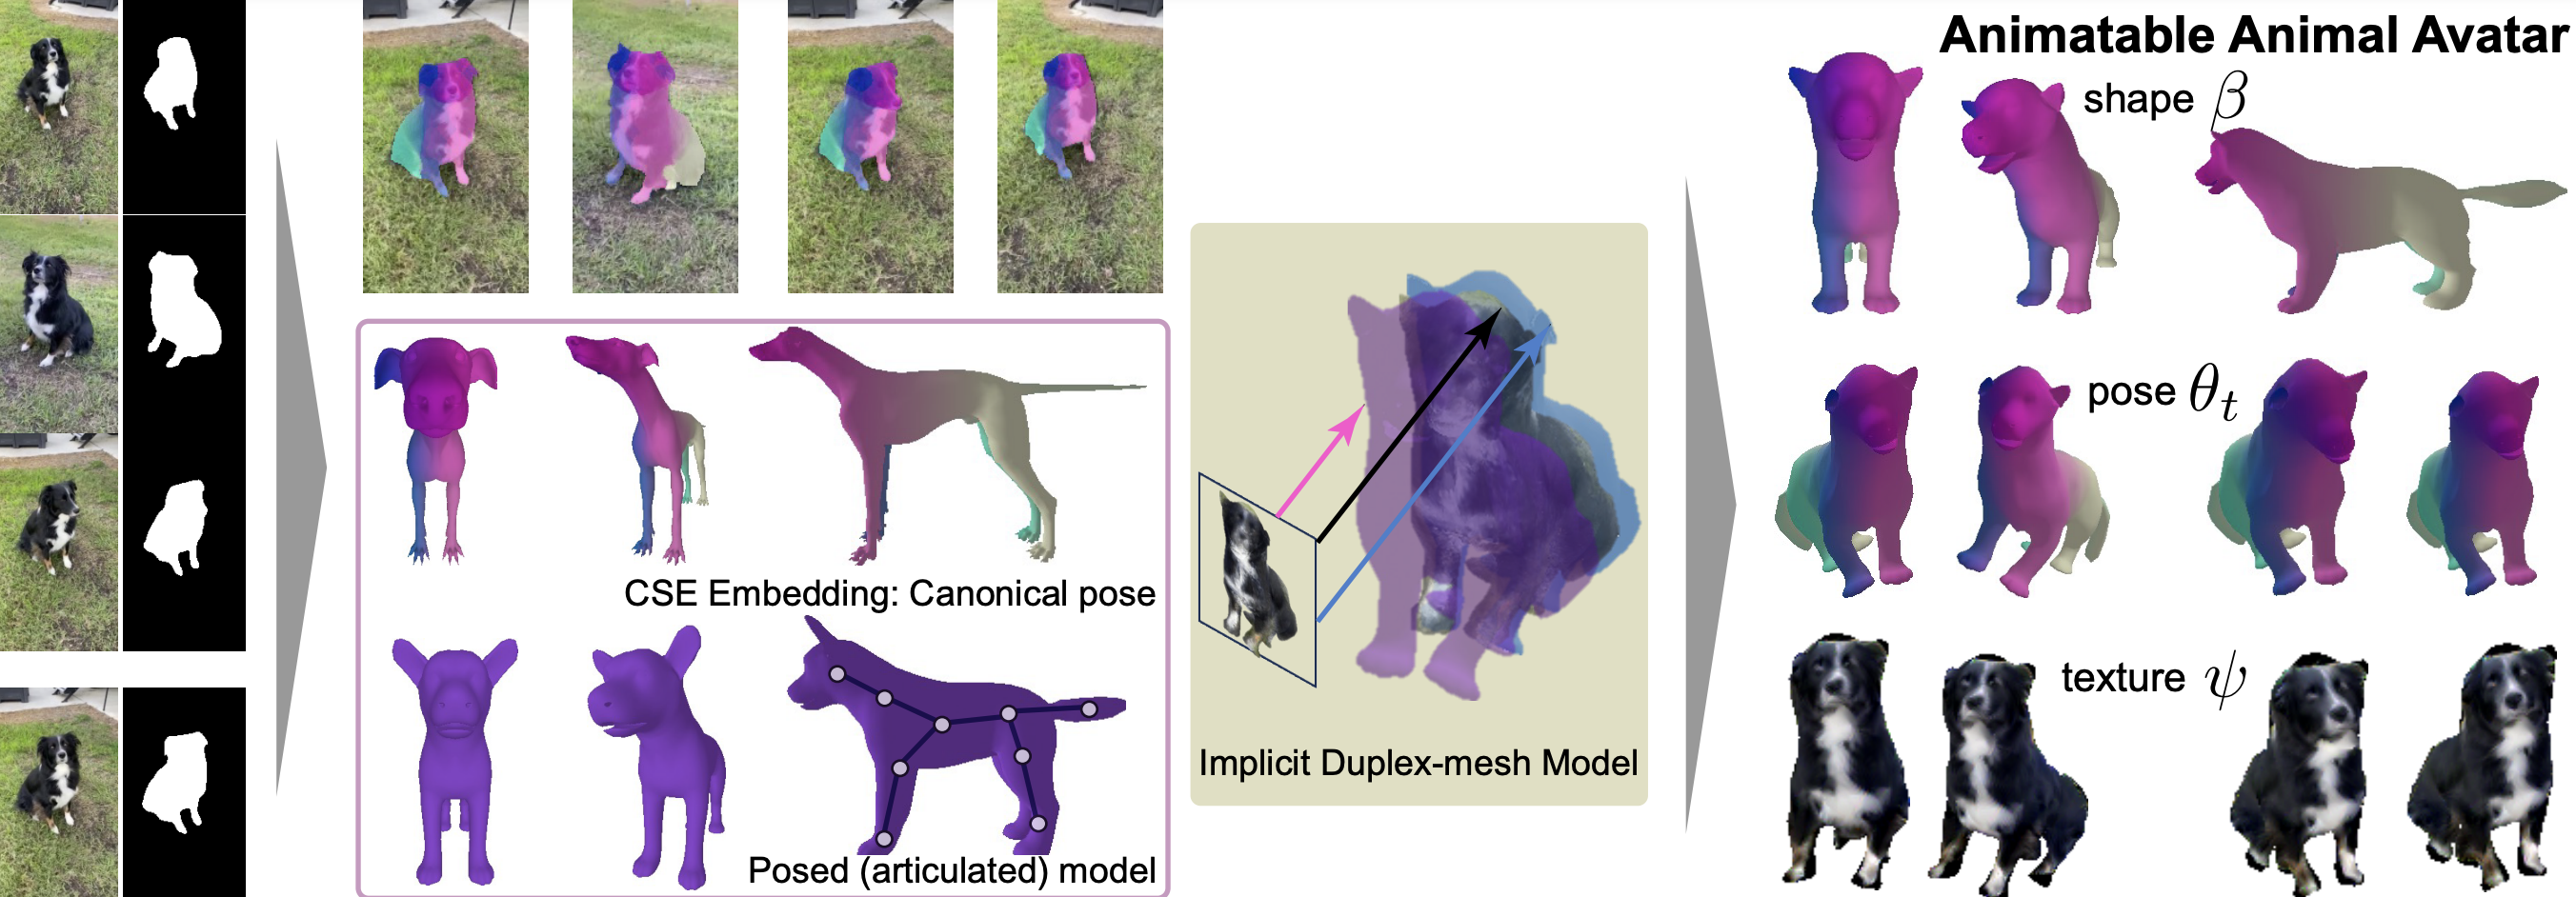 Animatable Animal Avatar
shape β
pose θt
texture ψ
CSE Embedding: Canonical pose
Posed (articulated) model
Implicit Duplex-mesh Model